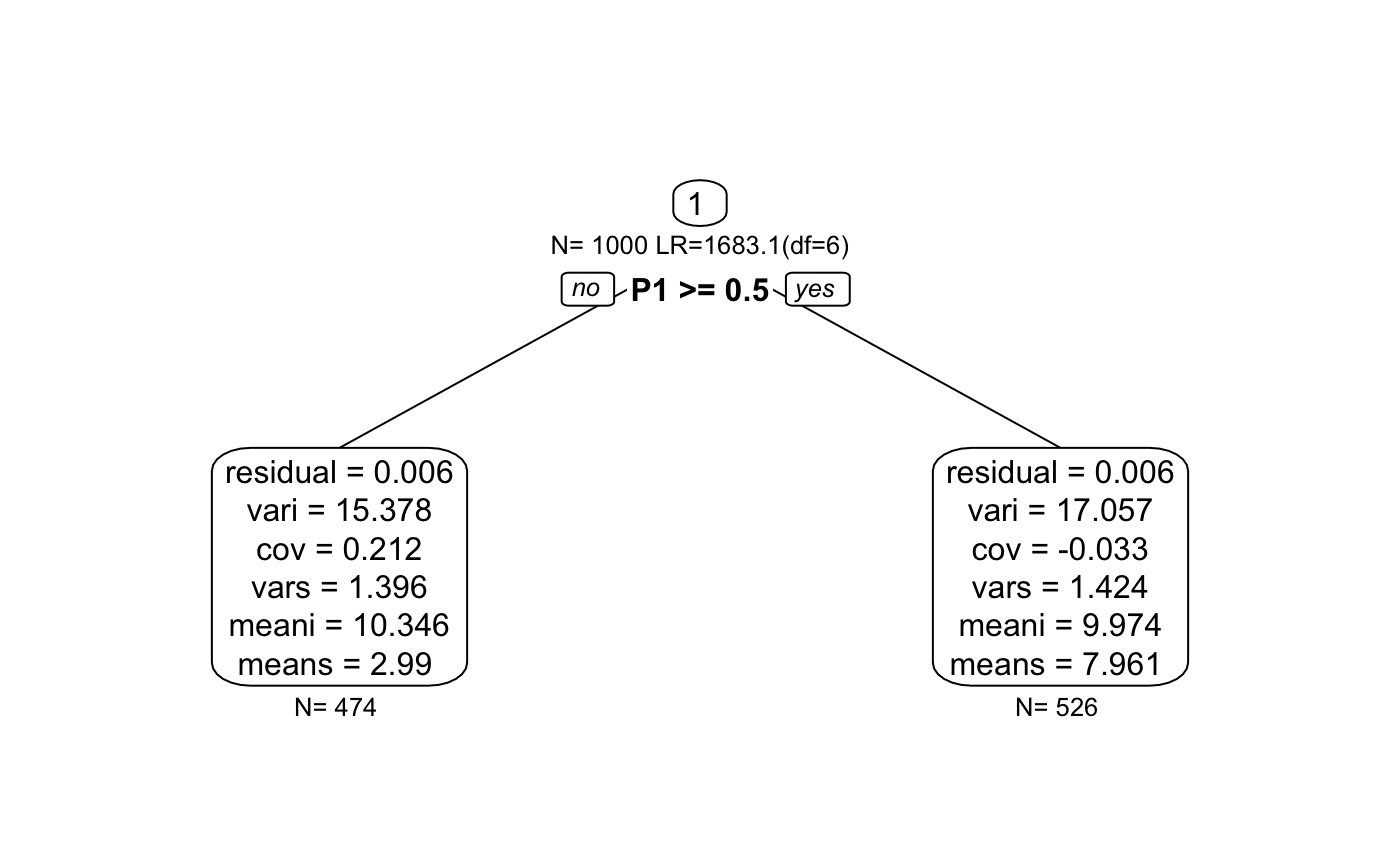 1
N= 1000 LR=1683.1(df=6)
no P1 >= 0.5 yes
residual = 0.006
vari = 15.378
cov = 0.212
vars = 1.396
meani = 10.346
means = 2.99
N= 474
residual = 0.006
vari = 17.057
cov = -0.033
vars = 1.424
meani = 9.974
means = 7.961
N= 526